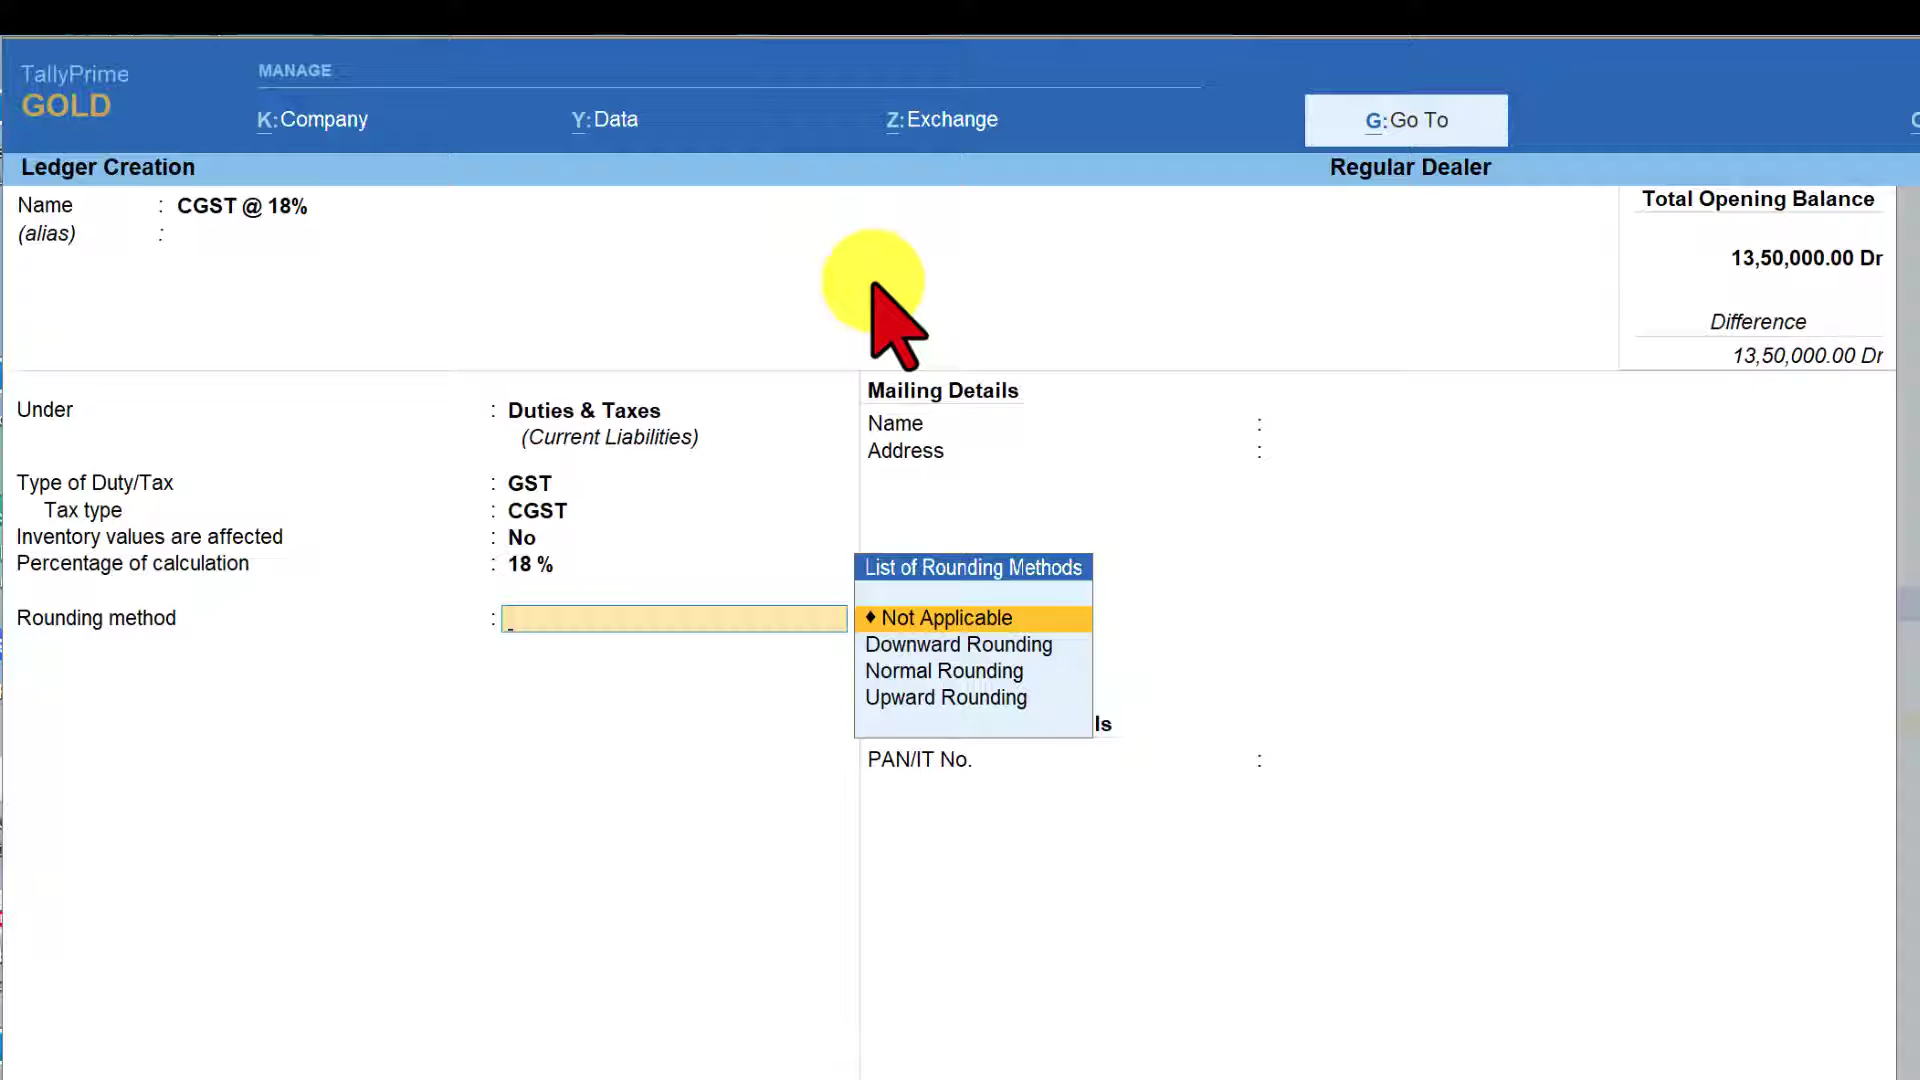 TallyPrime
GOLD
MANAGE
K:Company
Y:Data
Z:Exchange
G:Go To
Ledger Creation
Regular Dealer
Name : CGST @ 18%
(alias) :
Total Opening Balance
13,50,000.00 Dr
Difference
13,50,000.00 Dr
Under : Duties & Taxes
(Current Liabilities)
Type of Duty/Tax : GST
Tax type : CGST
Inventory values are affected : No
Percentage of calculation : 18 %
Rounding method :
Mailing Details
Name :
Address :
List of Rounding Methods
♦ Not Applicable
Downward Rounding
Normal Rounding
Upward Rounding
ls
PAN/IT No. :